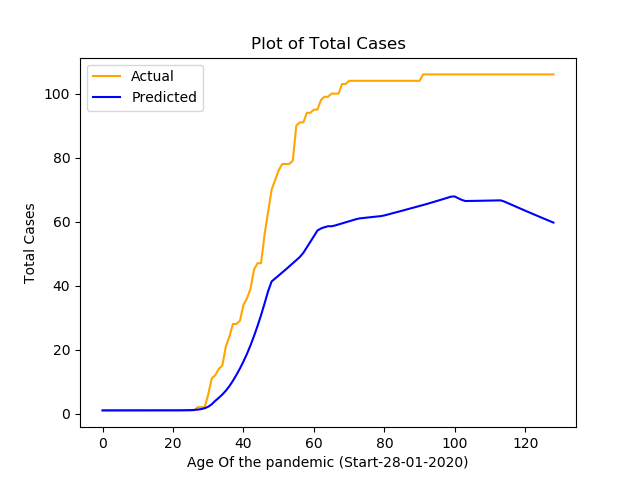 Plot of Total Cases
Actual
Predicted
Total Cases
100
80
60
40
20
0
0 20 40 60 80 100 120
Age Of the pandemic (Start-28-01-2020)